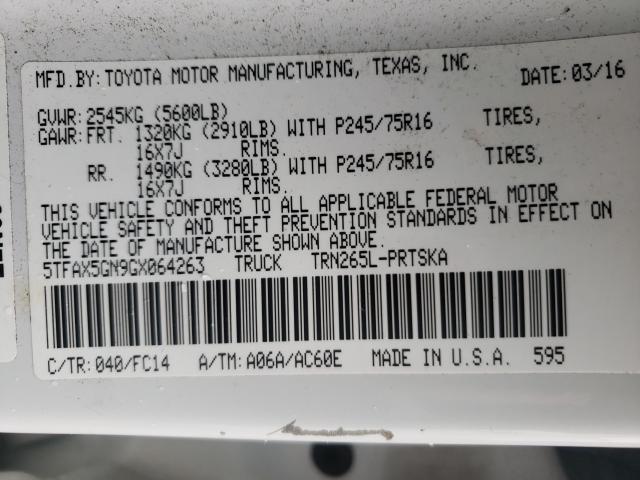 MFD.BY: TOYOTA MOTOR MANUFACTURING, TEXAS, INC. DATE:03/16
GVWR:2545KG (5600LB)
GAWR:FRT. 1320KG (2910LB) WITH P245/75R16 TIRES,
16X7J RIMS.
RR. 1490KG (3280LB) WITH P245/75R16 TIRES,
16X7J RIMS.
THIS VEHICLE CONFORMS TO ALL APPLICABLE FEDERAL MOTOR
VEHICLE SAFETY AND THEFT PREVENTION STANDARDS IN EFFECT ON
THE DATE OF MANUFACTURE SHOWN ABOVE.
5TFAX5GN9GX064263 TRUCK TRN265L-PRTSKA
C/TR:040/FC14 A/TM:A06A/AC60E MADE IN U.S.A. 595